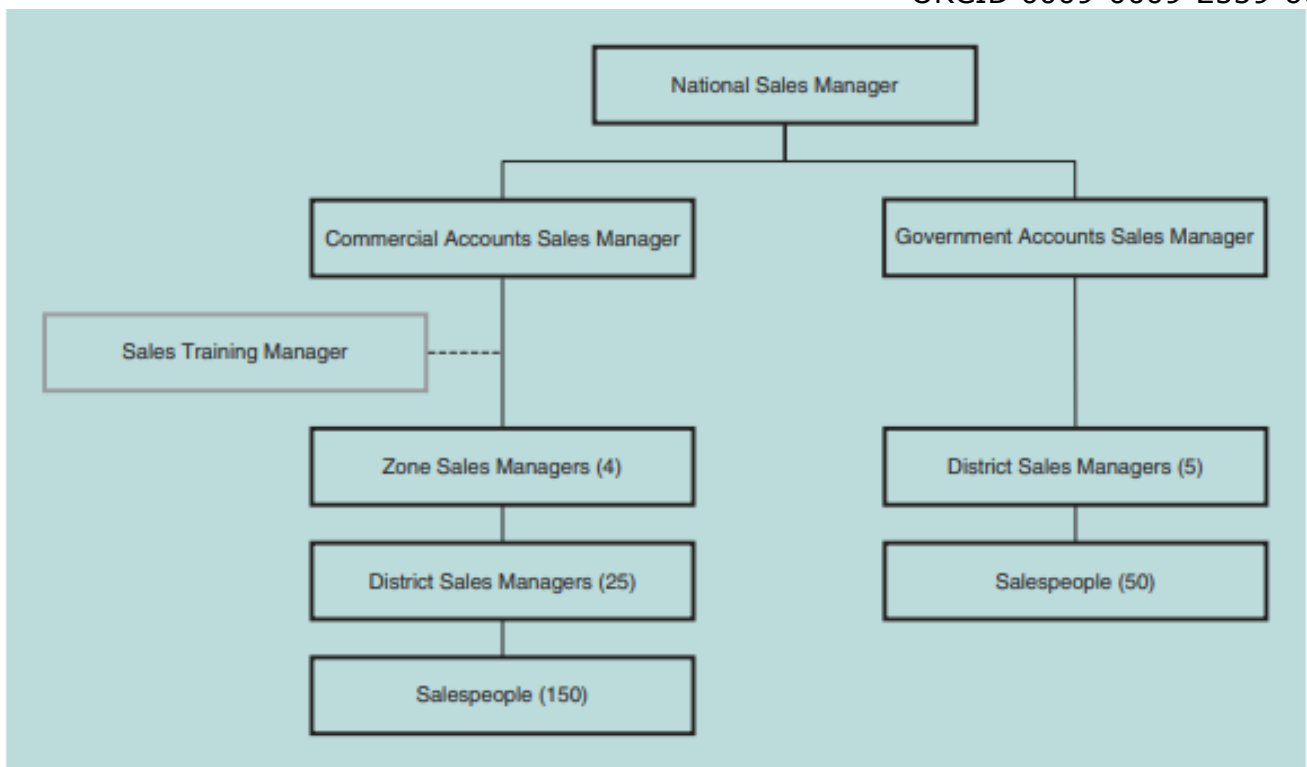 National Sales Manager
Commercial Accounts Sales Manager
Government Accounts Sales Manager
Sales Training Manager
Zone Sales Managers (4)
District Sales Managers (5)
District Sales Managers (25)
Salespeople (50)
Salespeople (150)